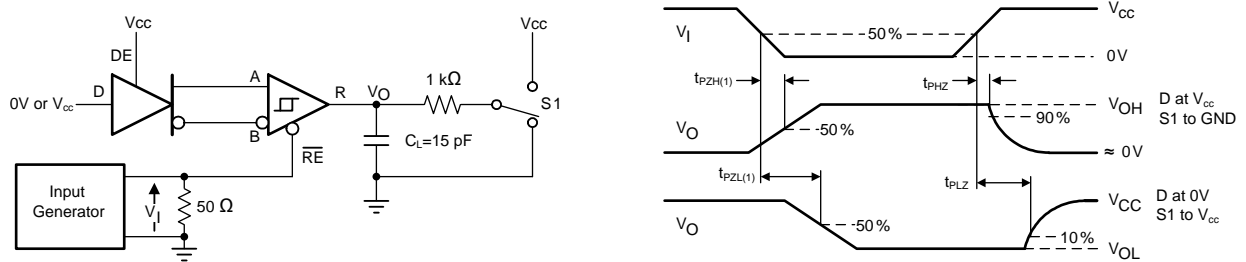 Vcc
DE
D
0V or Vcc
A
B
R
VO
1 kΩ
Vcc
S1
CL=15 pF
RE
Input
Generator
VI
50 Ω
VI
50%
Vcc
0V
tPZH(1)
tPHZ
VO
50%
VOH
90%
≈ 0V
D at Vcc
S1 to GND
tPZL(1)
tPLZ
VO
50%
VCC
10%
VOL
D at 0V
S1 to Vcc